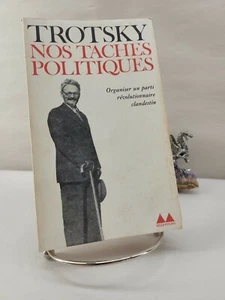 TROTSKY
NOS TACHES
POLITIQUES
Organiser un parti
révolutionnaire
clandestin